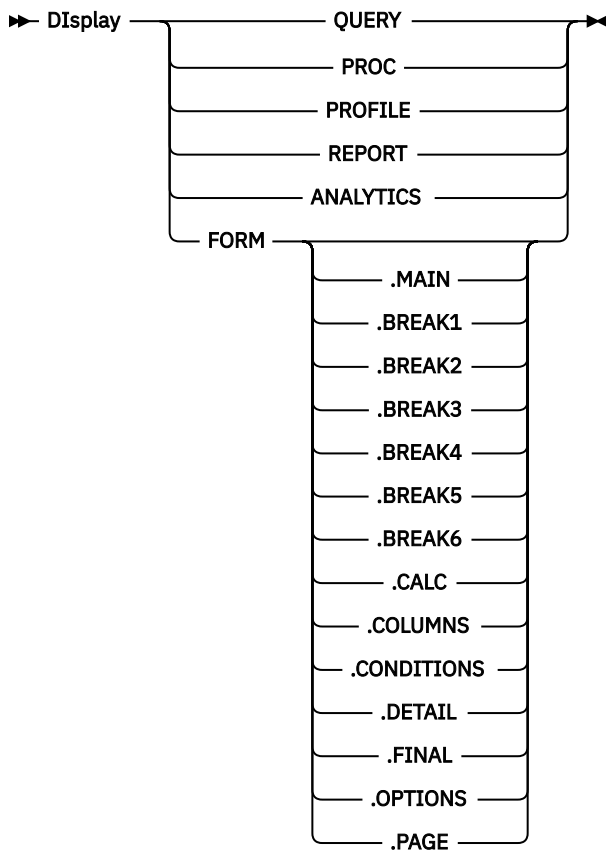 DIsplay QUERY
PROC
PROFILE
REPORT
ANALYTICS
FORM
.MAIN
.BREAK1
.BREAK2
.BREAK3
.BREAK4
.BREAK5
.BREAK6
.CALC
.COLUMNS
.CONDITIONS
.DETAIL
.FINAL
.OPTIONS
.PAGE